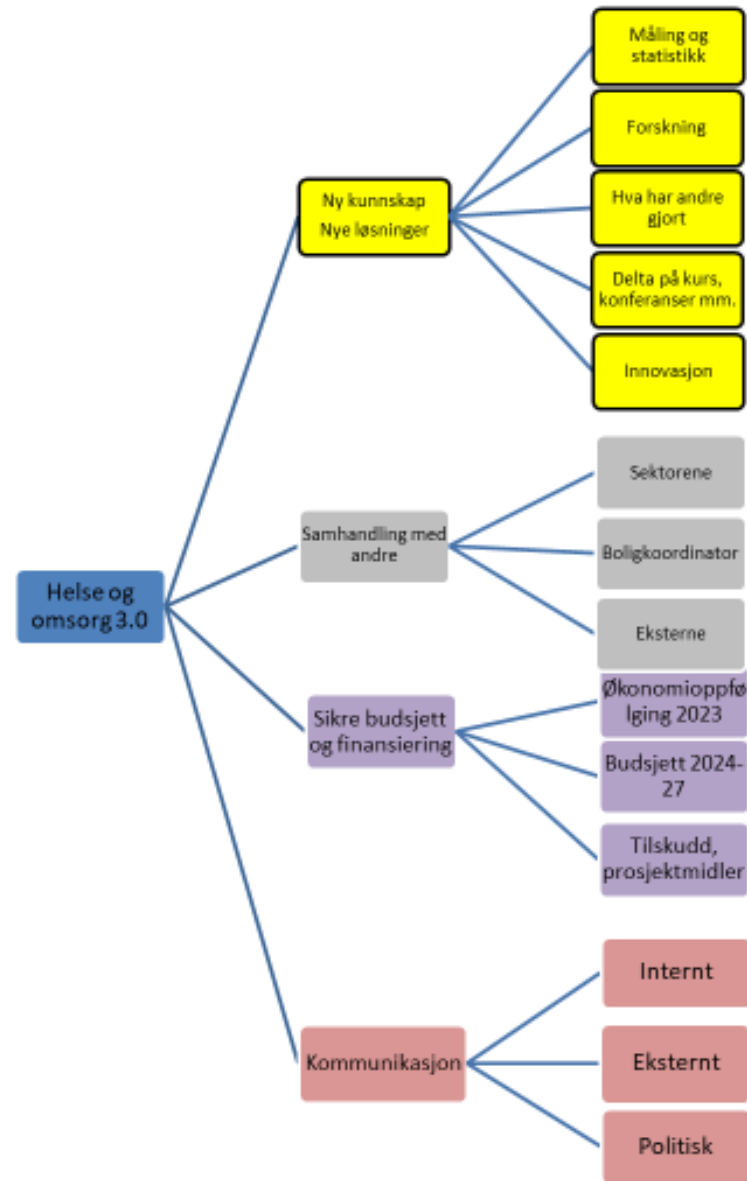 Måling og
statistikk
Forskning
Ny kunnskap
Nye løsninger
Hva har andre
gjort
Delta på kurs,
konferanser mm.
Innovasjon
Sektorene
Samhandling med
andre
Boligkoordinator
Eksterne
Helse og
omsorg 3.0
Økonomioppfø
lging 2023
Sikre budsjett
og finansiering
Budsjett 2024-
27
Tilskudd,
prosjektmidler
Internt
Kommunikasjon
Eksternt
Politisk